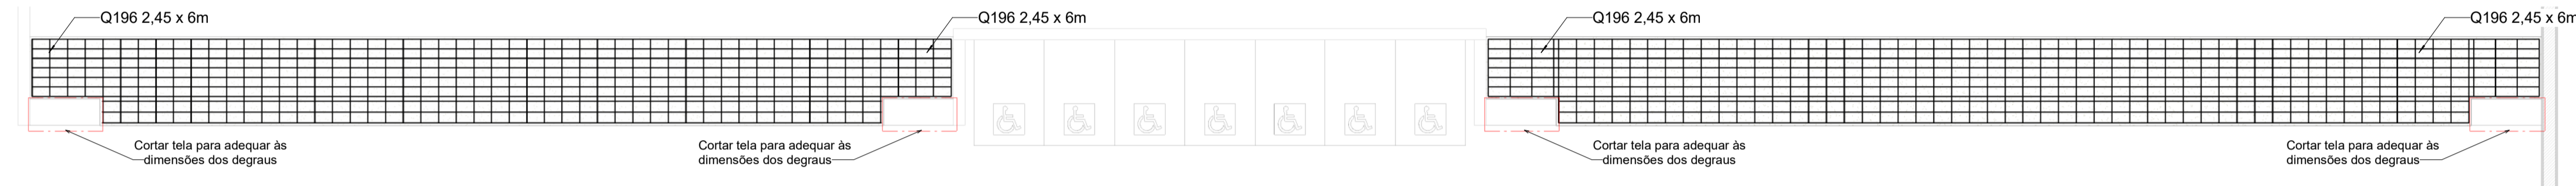 Q196 2,45 x 6m
Q196 2,45 x 6m
Q196 2,45 x 6m
Q196 2,45 x 6m
Cortar tela para adequar às
dimensões dos degraus
Cortar tela para adequar às
dimensões dos degraus
Cortar tela para adequar às
dimensões dos degraus
Cortar tela para adequar às
dimensões dos degraus